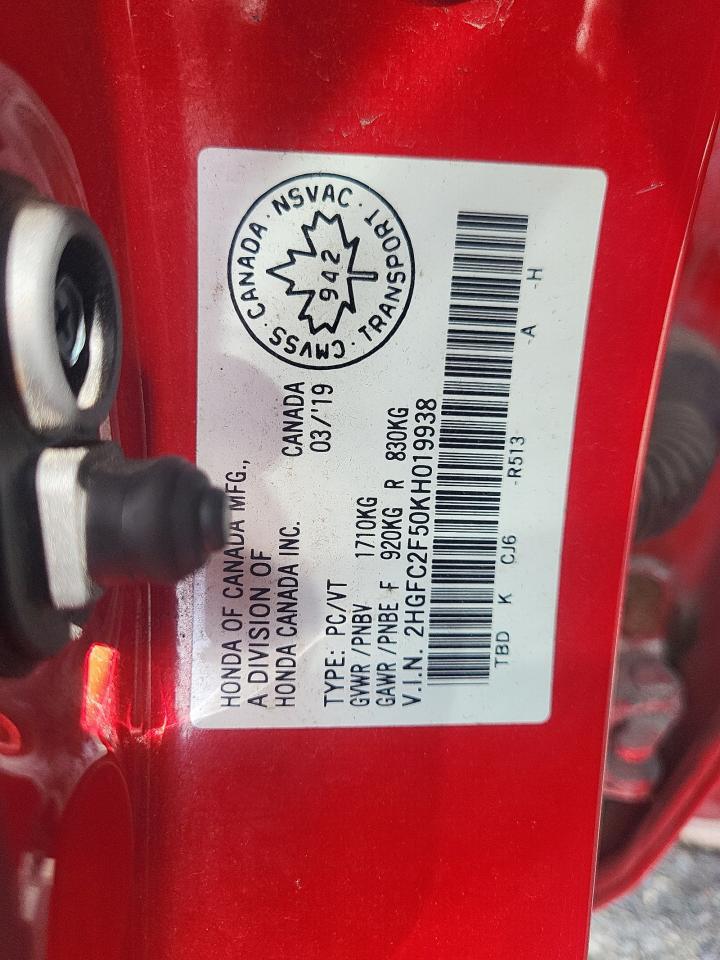 HONDA OF CANADA MFG.,
A DIVISION OF
HONDA CANADA INC.
CANADA
03/'19
TYPE: PC/VT
GVWR/PNBV 1710KG
GAWR/PNBE F 920KG R 830KG
V.I.N. 2HGFC2F50KH019938
TBD K CJ6 -R513 -A -H
CMVSS · CANADA · NSVAC · TRANSPORT ·
942